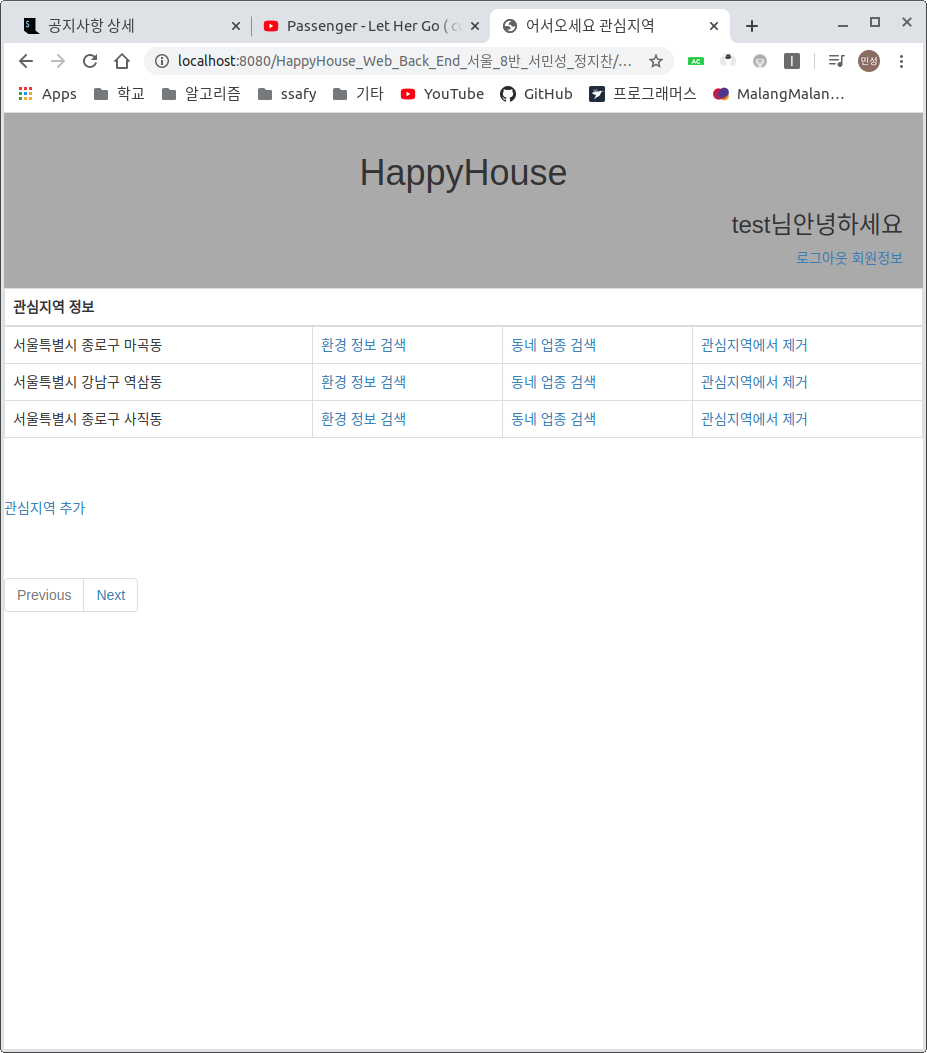 공지사항 상세
Passenger - Let Her Go ( c
어서오세요 관심지역
localhost:8080/HappyHouse_Web_Back_End_서울_8반_서민성_정지찬/...
AC
민성
Apps 학교 알고리즘 ssafy 기타 YouTube GitHub 프로그래머스 MalangMalan...
HappyHouse
test님안녕하세요
로그아웃 회원정보
관심지역 정보
서울특별시 종로구 마곡동 환경 정보 검색 동네 업종 검색 관심지역에서 제거
서울특별시 강남구 역삼동 환경 정보 검색 동네 업종 검색 관심지역에서 제거
서울특별시 종로구 사직동 환경 정보 검색 동네 업종 검색 관심지역에서 제거
관심지역 추가
Previous Next